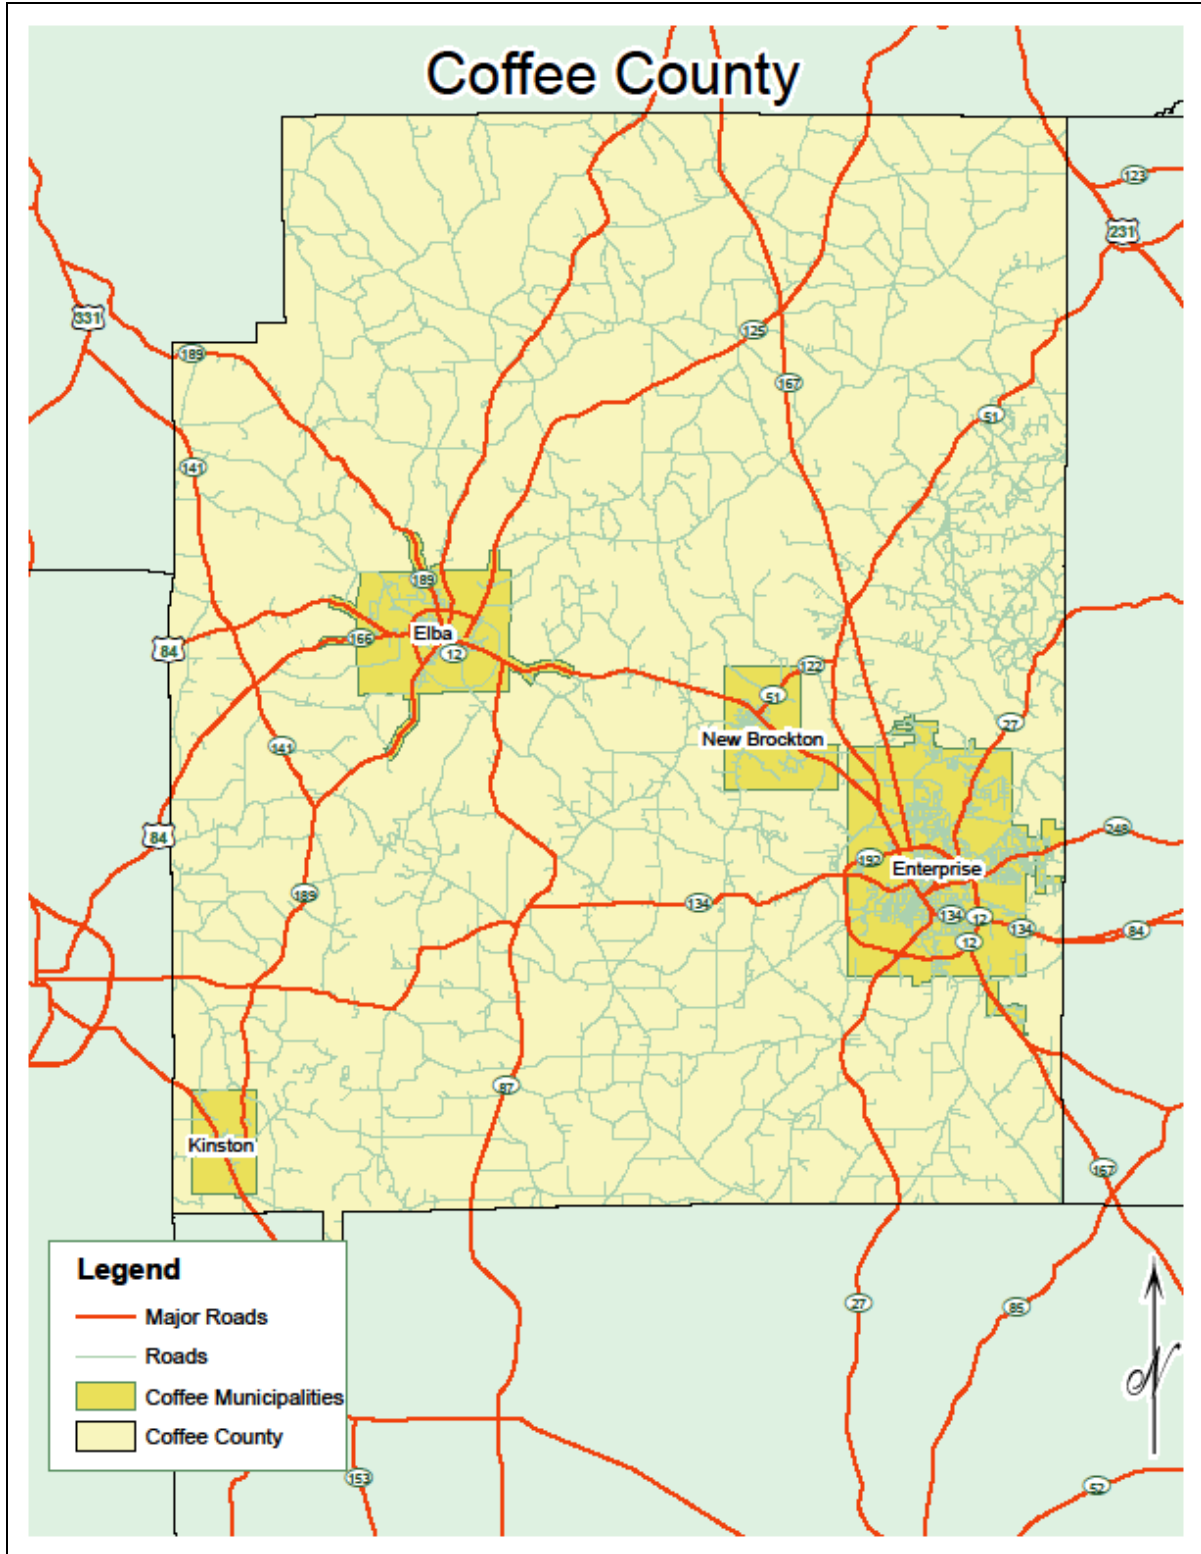 Coffee County
123
231
331
189
125
167
51
141
189
84
166
Elba
12
122
51
27
141
New Brockton
84
248
192
Enterprise
189
134
134
12
134
84
12
87
Kinston
167
Legend
Major Roads
Roads
Coffee Municipalities
Coffee County
27
85
N
153
52